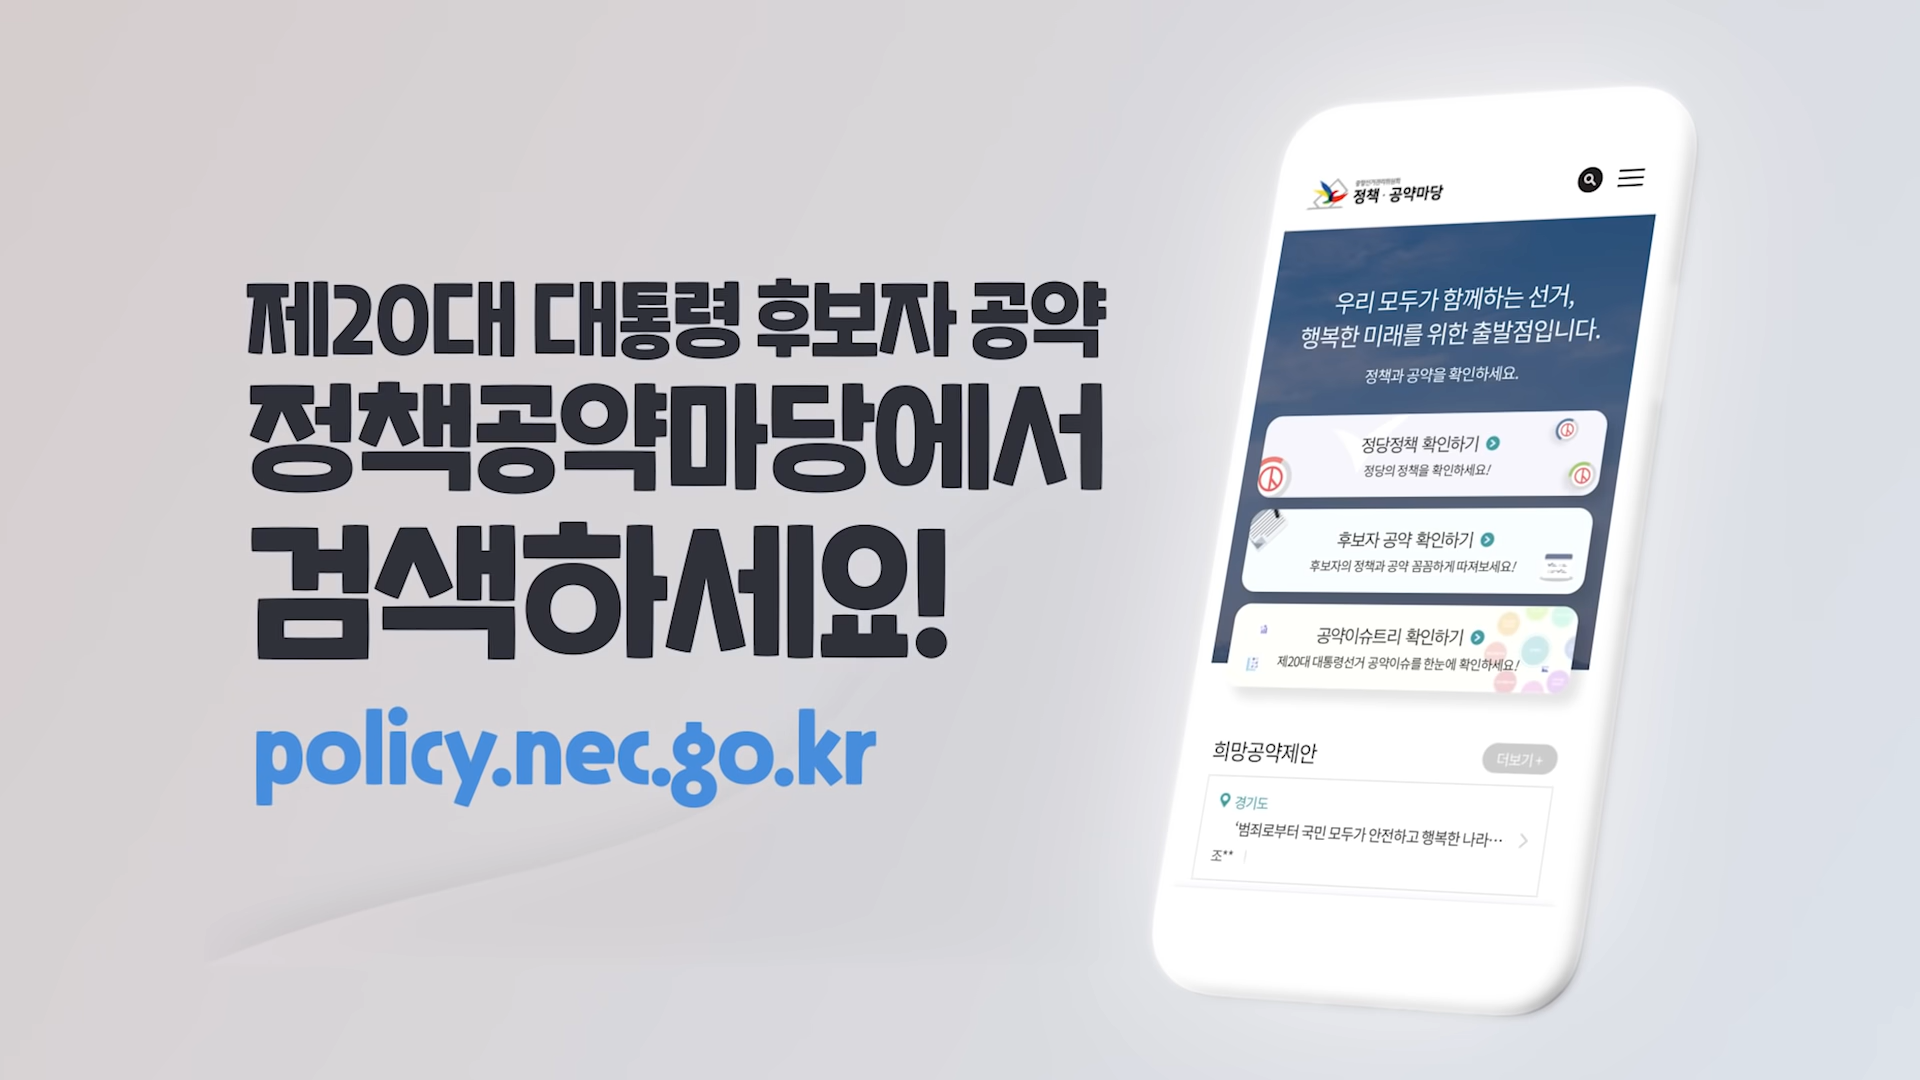 제20대 대통령 후보자 공약
정책공약마당에서
검색하세요!
policy.nec.go.kr
중앙선거관리위원회
정책·공약마당
우리 모두가 함께하는 선거,
행복한 미래를 위한 출발점입니다.
정책과 공약을 확인하세요.
정당정책 확인하기
정당의 정책을 확인하세요!
후보자 공약 확인하기
후보자의 정책과 공약 꼼꼼하게 따져보세요!
공약이슈트리 확인하기
제20대 대통령선거 공약이슈를 한눈에 확인하세요!
희망공약제안
더보기 +
경기도
‘범죄로부터 국민 모두가 안전하고 행복한 나라…
조**